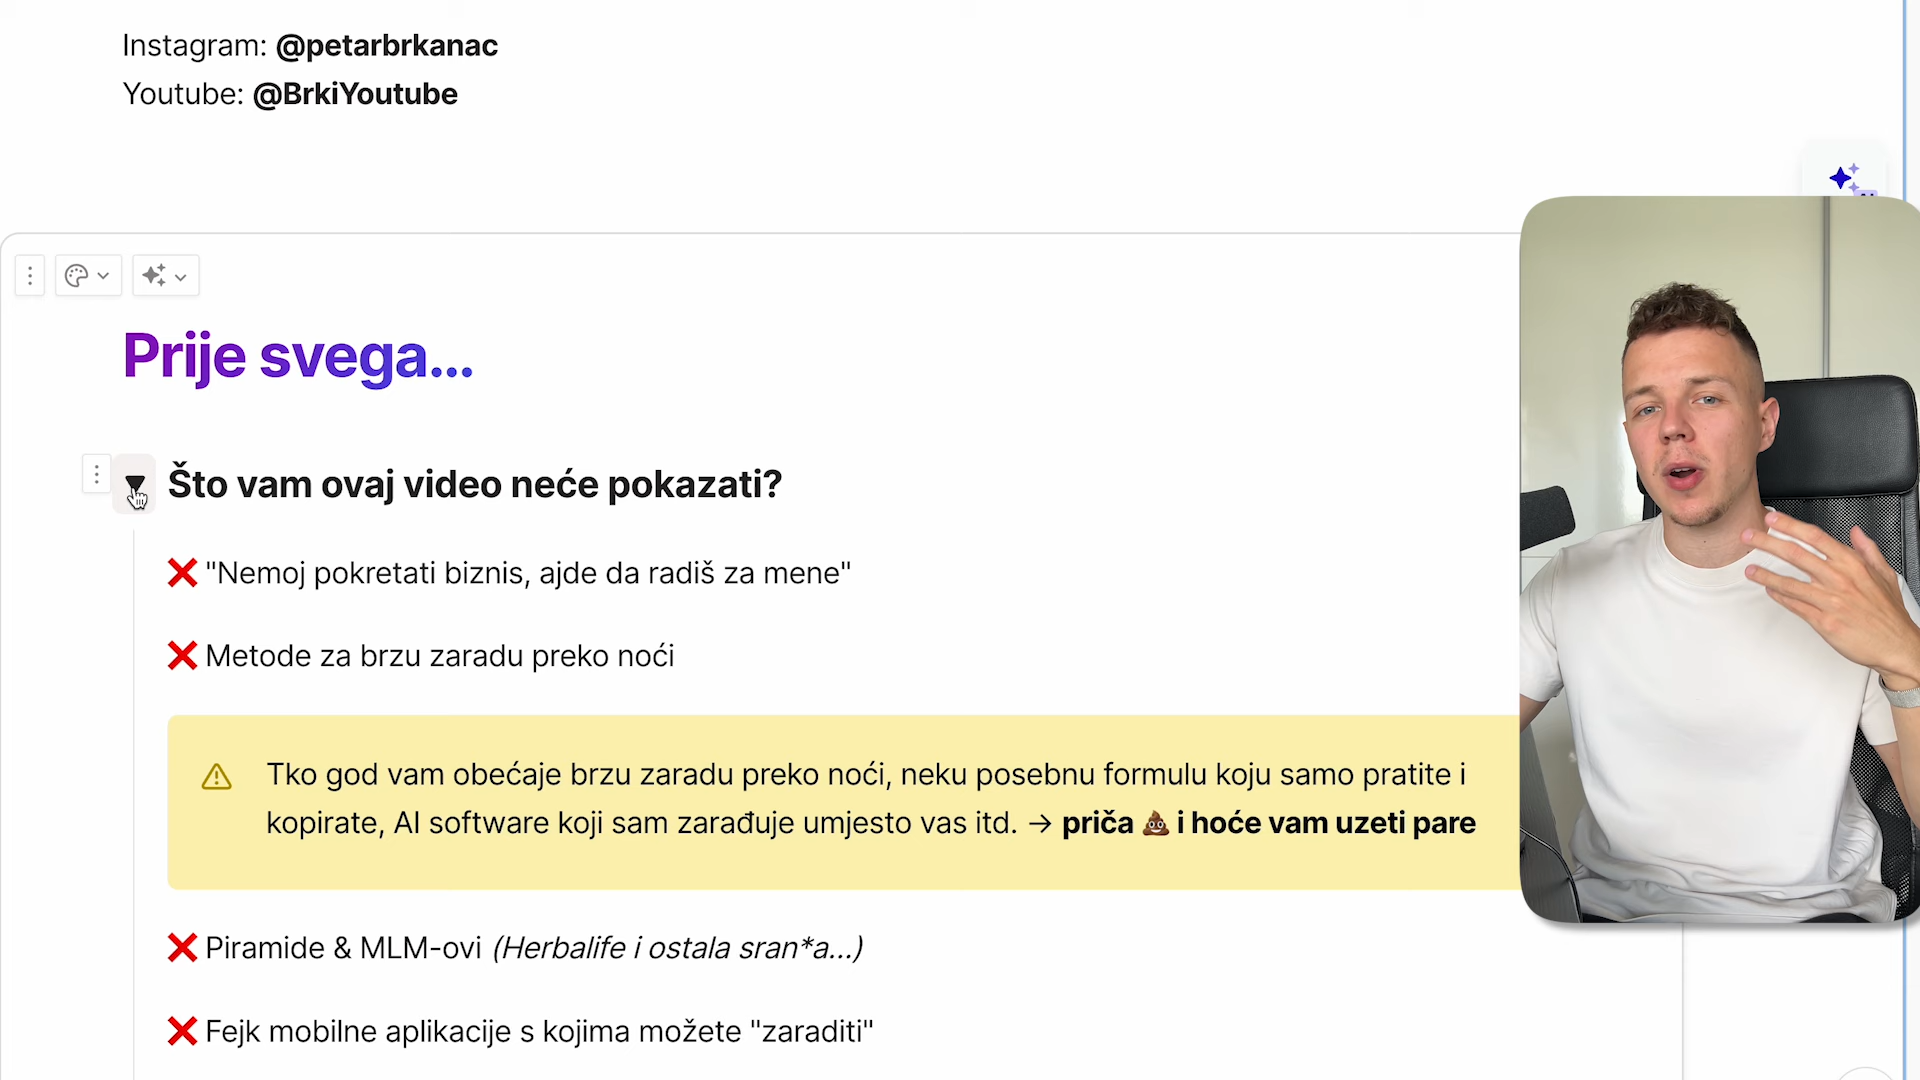 Instagram: @petarbrkanac
Youtube: @BrkiYoutube
Prije svega...
Što vam ovaj video neće pokazati?
❌ "Nemoj pokretati biznis, ajde da radiš za mene"
❌ Metode za brzu zaradu preko noći
Tko god vam obećaje brzu zaradu preko noći, neku posebnu formulu koju samo pratite i
kopirate, AI software koji sam zarađuje umjesto vas itd. → priča 💩 i hoće vam uzeti pare
❌ Piramide & MLM-ovi (Herbalife i ostala sran*a...)
❌ Fejk mobilne aplikacije s kojima možete "zaraditi"